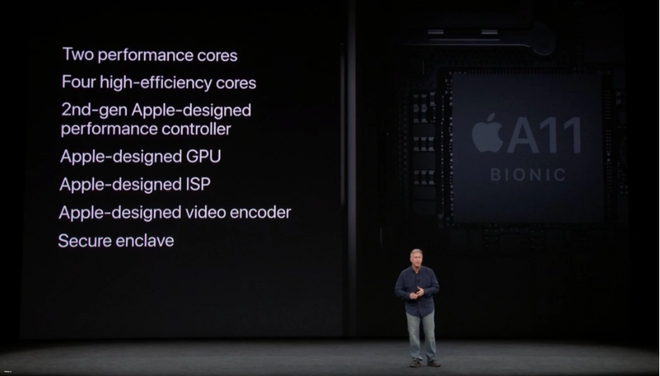 Two performance cores
Four high-efficiency cores
2nd-gen Apple-designed
performance controller
Apple-designed GPU
Apple-designed ISP
Apple-designed video encoder
Secure enclave
A11
BIONIC